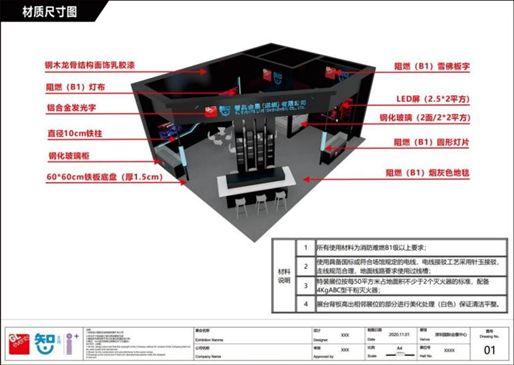 材质尺寸图
钢木龙骨结构面饰乳胶漆
阻燃（B1）灯布
铝合金发光字
直径10cm铁柱
钢化玻璃柜
60*60cm铁板底盘（厚1.5cm）
阻燃（B1）雪佛板字
LED屏（2.5*2平方）
钢化玻璃（2面/2*2平方）
阻燃（B1）圆形灯片
阻燃（B1）烟灰色地毯
材料说明
1 所有使用材料为消防难燃B1级以上要求；
2 使用具备国标或符合场馆规定的电线，电线接驳工艺采用针玉接驳，走线规范合理，地面线路要求使用过线槽；
3 特装展位按每50平方米占地面积不少于2个灭火器的标准，配备4KgABC型干粉灭火器；
4 展台背板高出相邻展位的部分进行美化处理（白色）保证清洁平整。
展会名称
Exhibition Name
公司名称
Company Name
设计
Designer
XXX
审核
Approved by
XXX
制图日期
Date
2020.11.01
Scale
A4
展馆
Venue
深圳国际会展中心
展位号
Hall No.
XXXX
图号
Drawing No.
01